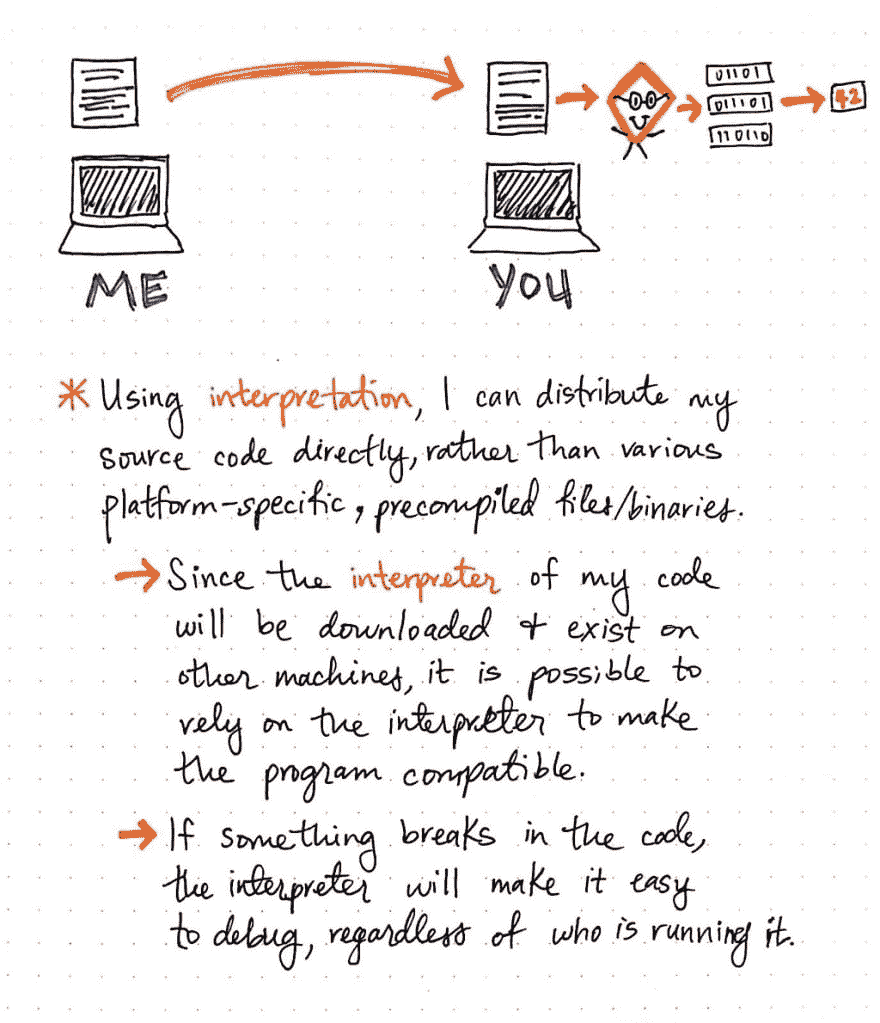 01101
011101
110110
42
ME
YOU
* Using interpretation, I can distribute my
source code directly, rather than various
platform-specific, precompiled files/binaries.
→ Since the interpreter of my code
will be downloaded + exist on
other machines, it is possible to
rely on the interpreter to make
the program compatible.
→ If something breaks in the code,
the interpreter will make it easy
to debug, regardless of who is running it.